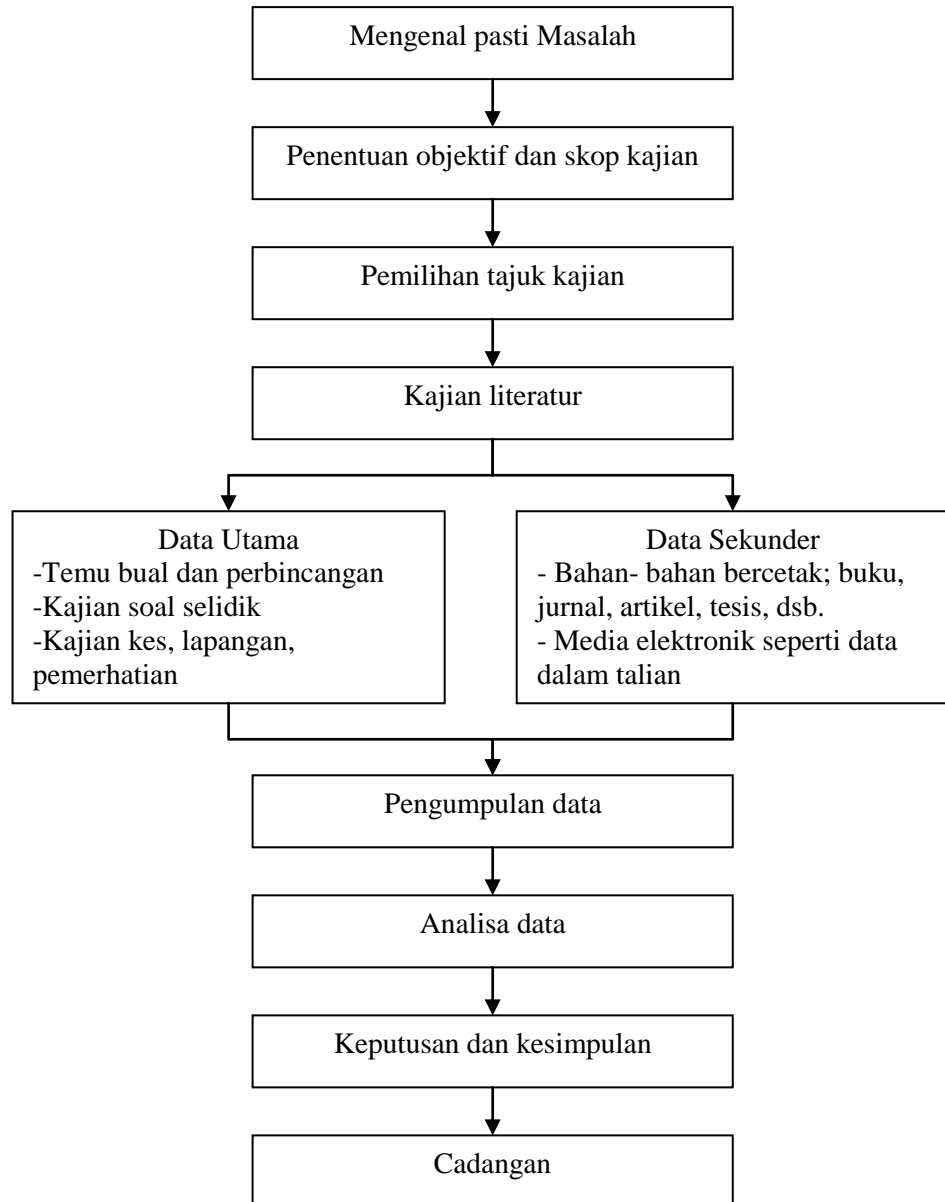 Mengenal pasti Masalah
Penentuan objektif dan skop kajian
Pemilihan tajuk kajian
Kajian literatur
Data Utama
-Temu bual dan perbincangan
-Kajian soal selidik
-Kajian kes, lapangan,
pemerhatian
Data Sekunder
- Bahan- bahan bercetak; buku,
jurnal, artikel, tesis, dsb.
- Media elektronik seperti data
dalam talian
Pengumpulan data
Analisa data
Keputusan dan kesimpulan
Cadangan